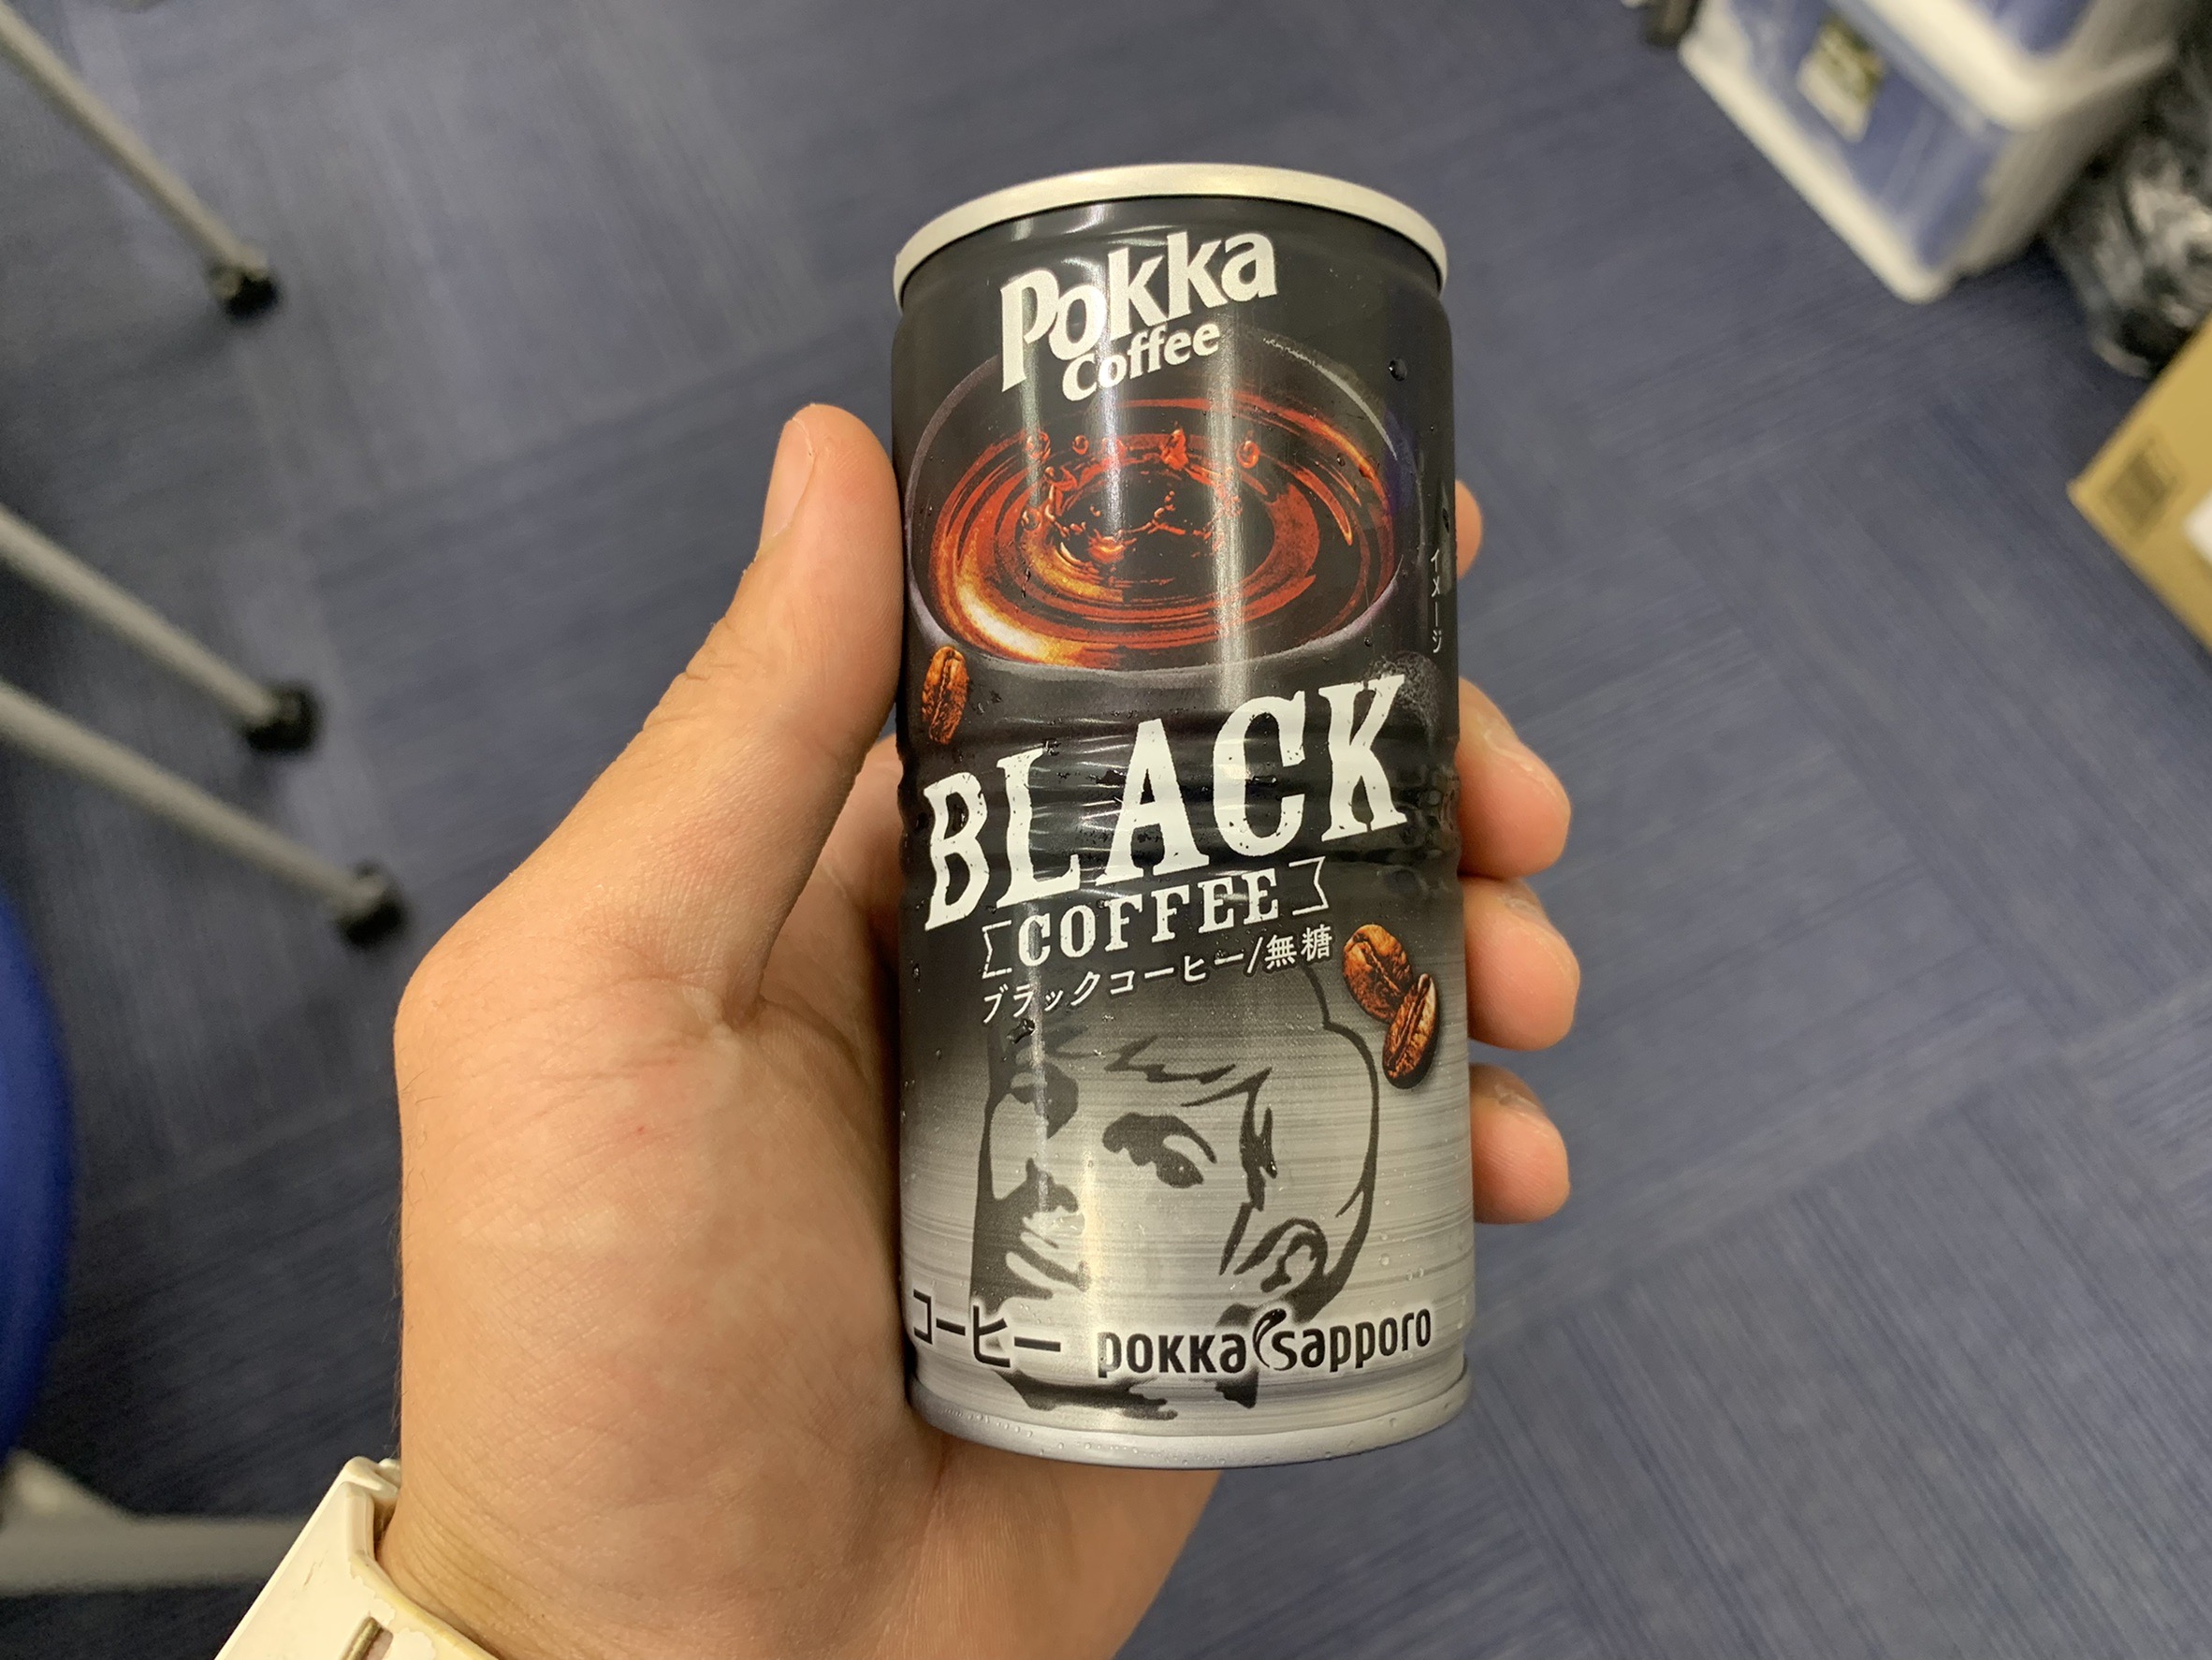 Pokka
coffee
イメージ
BLACK
COFFEE
ブラックコーヒー/無糖
コーヒー pokka sapporo